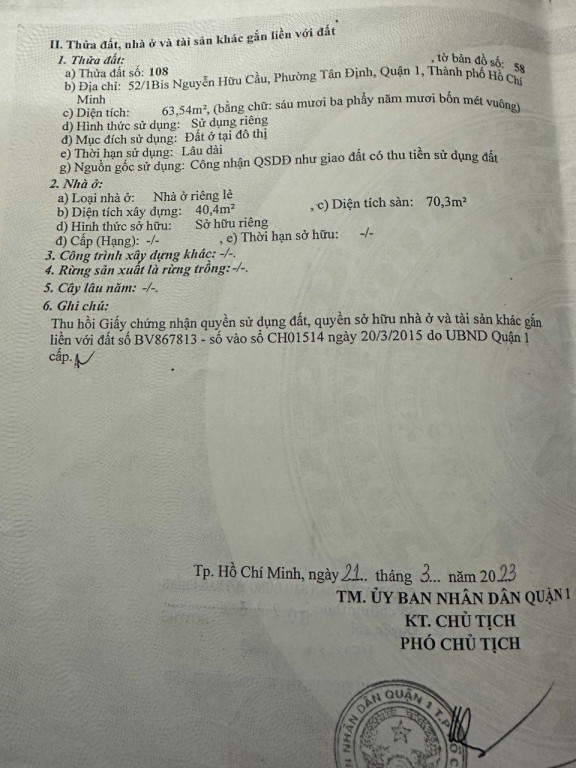 II. Thửa đất, nhà ở và tài sản khác gắn liền với đất
1. Thửa đất:
a) Thửa đất số: 108 , tờ bản đồ số: 58
b) Địa chỉ: 52/1Bis Nguyễn Hữu Cầu, Phường Tân Định, Quận 1, Thành phố Hồ Chí
Minh
c) Diện tích: 63,54m², (bằng chữ: sáu mươi ba phẩy năm mươi bốn mét vuông)
d) Hình thức sử dụng: Sử dụng riêng
đ) Mục đích sử dụng: Đất ở tại đô thị
e) Thời hạn sử dụng: Lâu dài
g) Nguồn gốc sử dụng: Công nhận QSDĐ như giao đất có thu tiền sử dụng đất
2. Nhà ở:
a) Loại nhà ở: Nhà ở riêng lẻ
b) Diện tích xây dựng: 40,4m² , c) Diện tích sàn: 70,3m²
d) Hình thức sở hữu: Sở hữu riêng
đ) Cấp (Hạng): -/- , e) Thời hạn sở hữu: -/-
3. Công trình xây dựng khác: -/-.
4. Rừng sản xuất là rừng trồng: -/-.
5. Cây lâu năm: -/-.
6. Ghi chú:
Thu hồi Giấy chứng nhận quyền sử dụng đất, quyền sở hữu nhà ở và tài sản khác gắn
liền với đất số BV867813 - số vào sổ CH01514 ngày 20/3/2015 do UBND Quận 1
cấp.
Tp. Hồ Chí Minh, ngày 21.. tháng 3... năm 2023
TM. ỦY BAN NHÂN DÂN QUẬN 1
KT. CHỦ TỊCH
PHÓ CHỦ TỊCH
NHÂN DÂN QUẬN 1 T.P